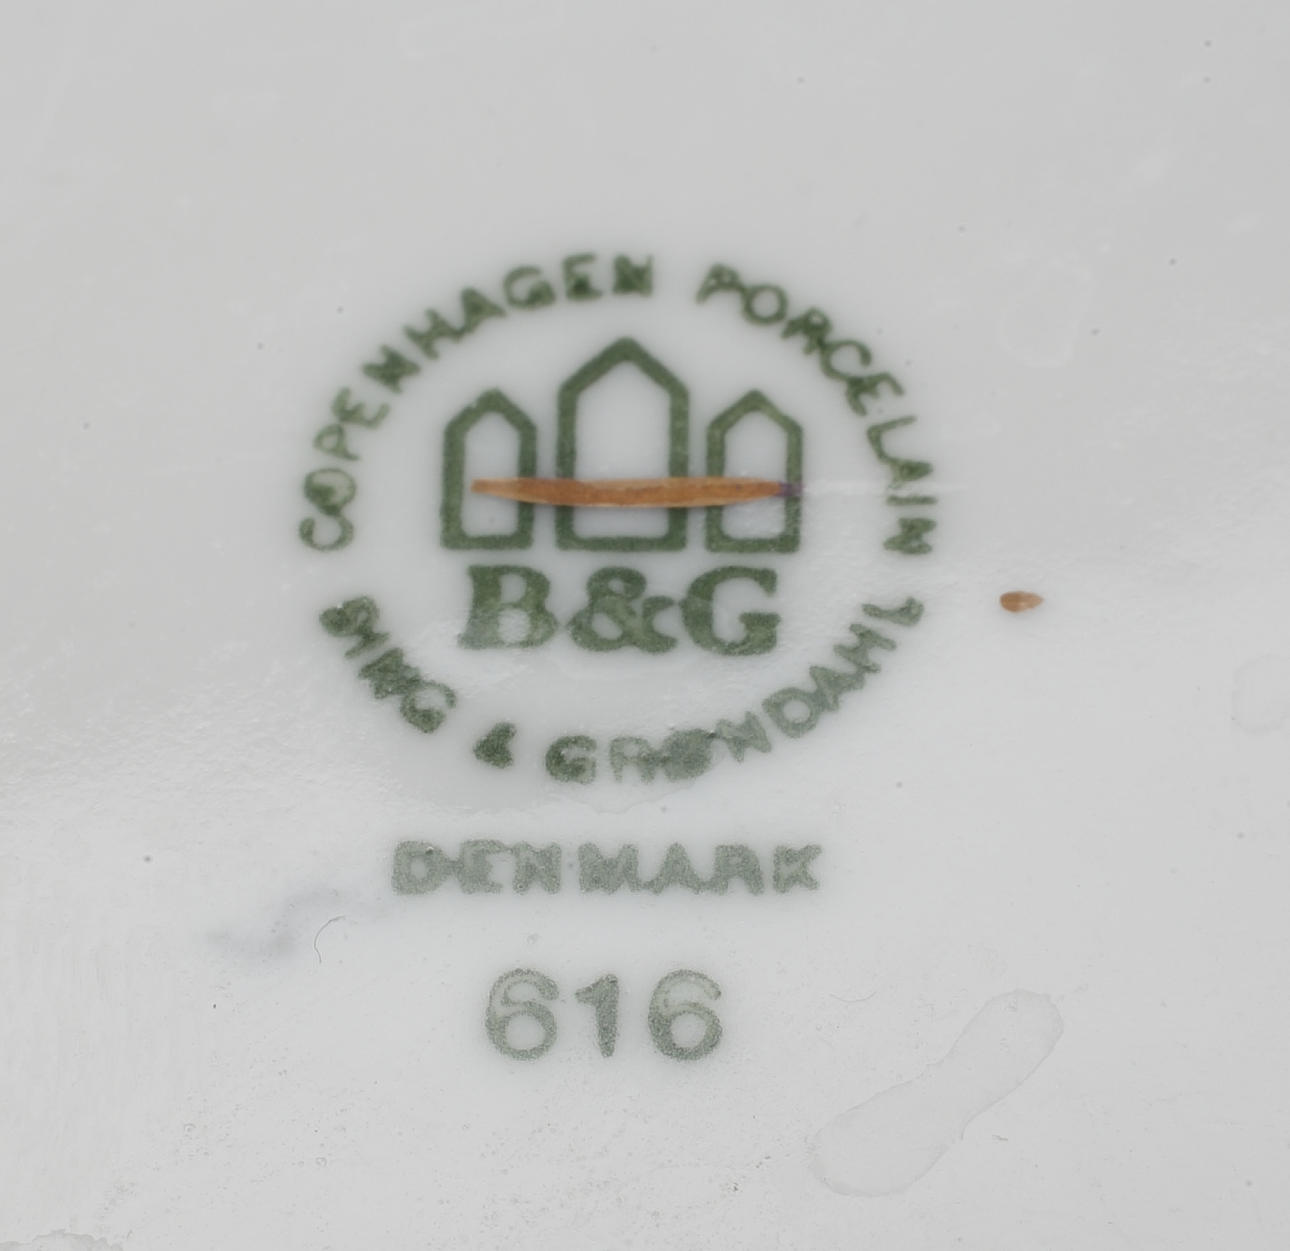 COPENHAGEN PORCELAIN
B&G
BING & GRØNDAHL
DENMARK
616